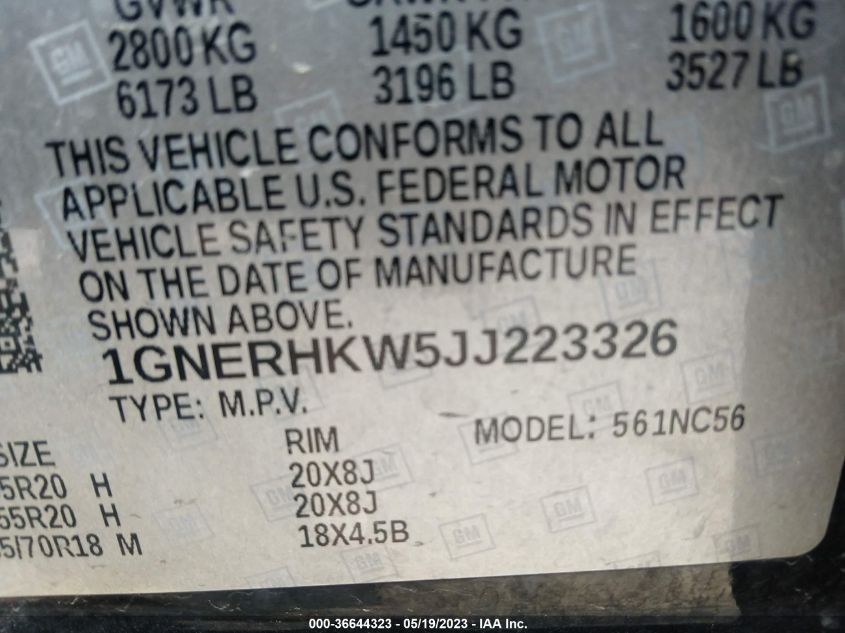 GVWR
2800 KG 1450 KG 1600 KG
6173 LB 3196 LB 3527 LB
THIS VEHICLE CONFORMS TO ALL
APPLICABLE U.S. FEDERAL MOTOR
VEHICLE SAFETY STANDARDS IN EFFECT
ON THE DATE OF MANUFACTURE
SHOWN ABOVE.
1GNERHKW5JJ223326
TYPE: M.P.V. MODEL: 561NC56
SIZE RIM
5R20 H 20X8J
55R20 H 20X8J
5/70R18 M 18X4.5B
GM
000-36644323 - 05/19/2023 - IAA Inc.